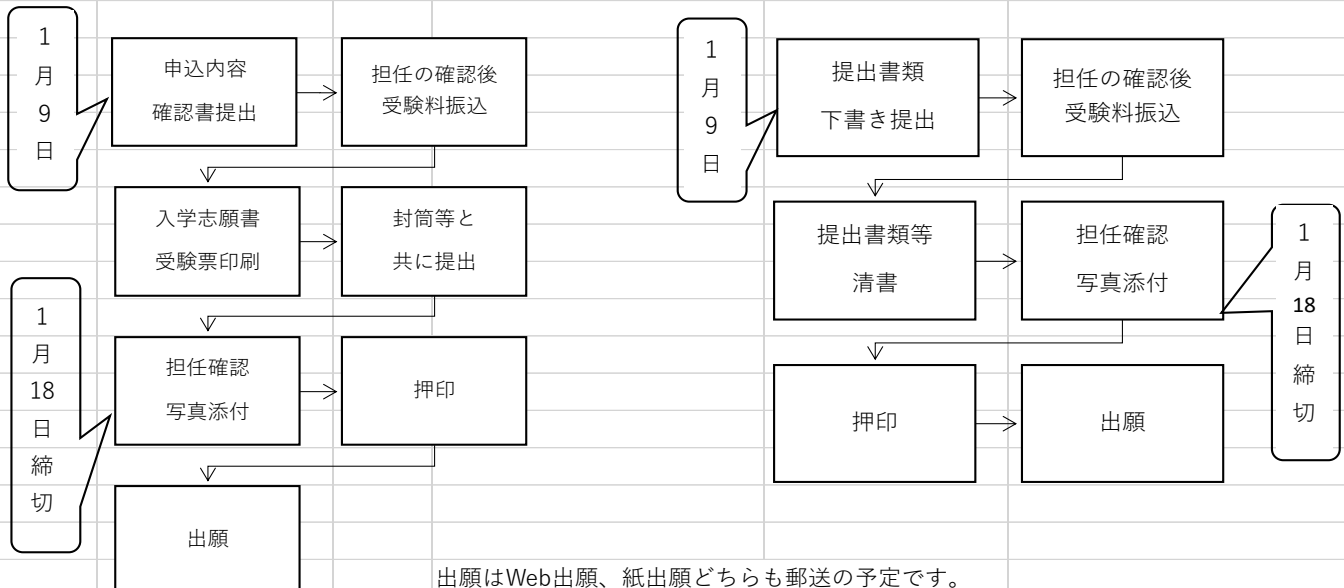 1月9日
申込内容
確認書提出
担任の確認後
受験料振込
入学志願書
受験票印刷
封筒等と
共に提出
1月18日締切
担任確認
写真添付
押印
出願
1月9日
提出書類
下書き提出
担任の確認後
受験料振込
提出書類等
清書
担任確認
写真添付
1月18日締切
押印
出願
出願はWeb出願、紙出願どちらも郵送の予定です。